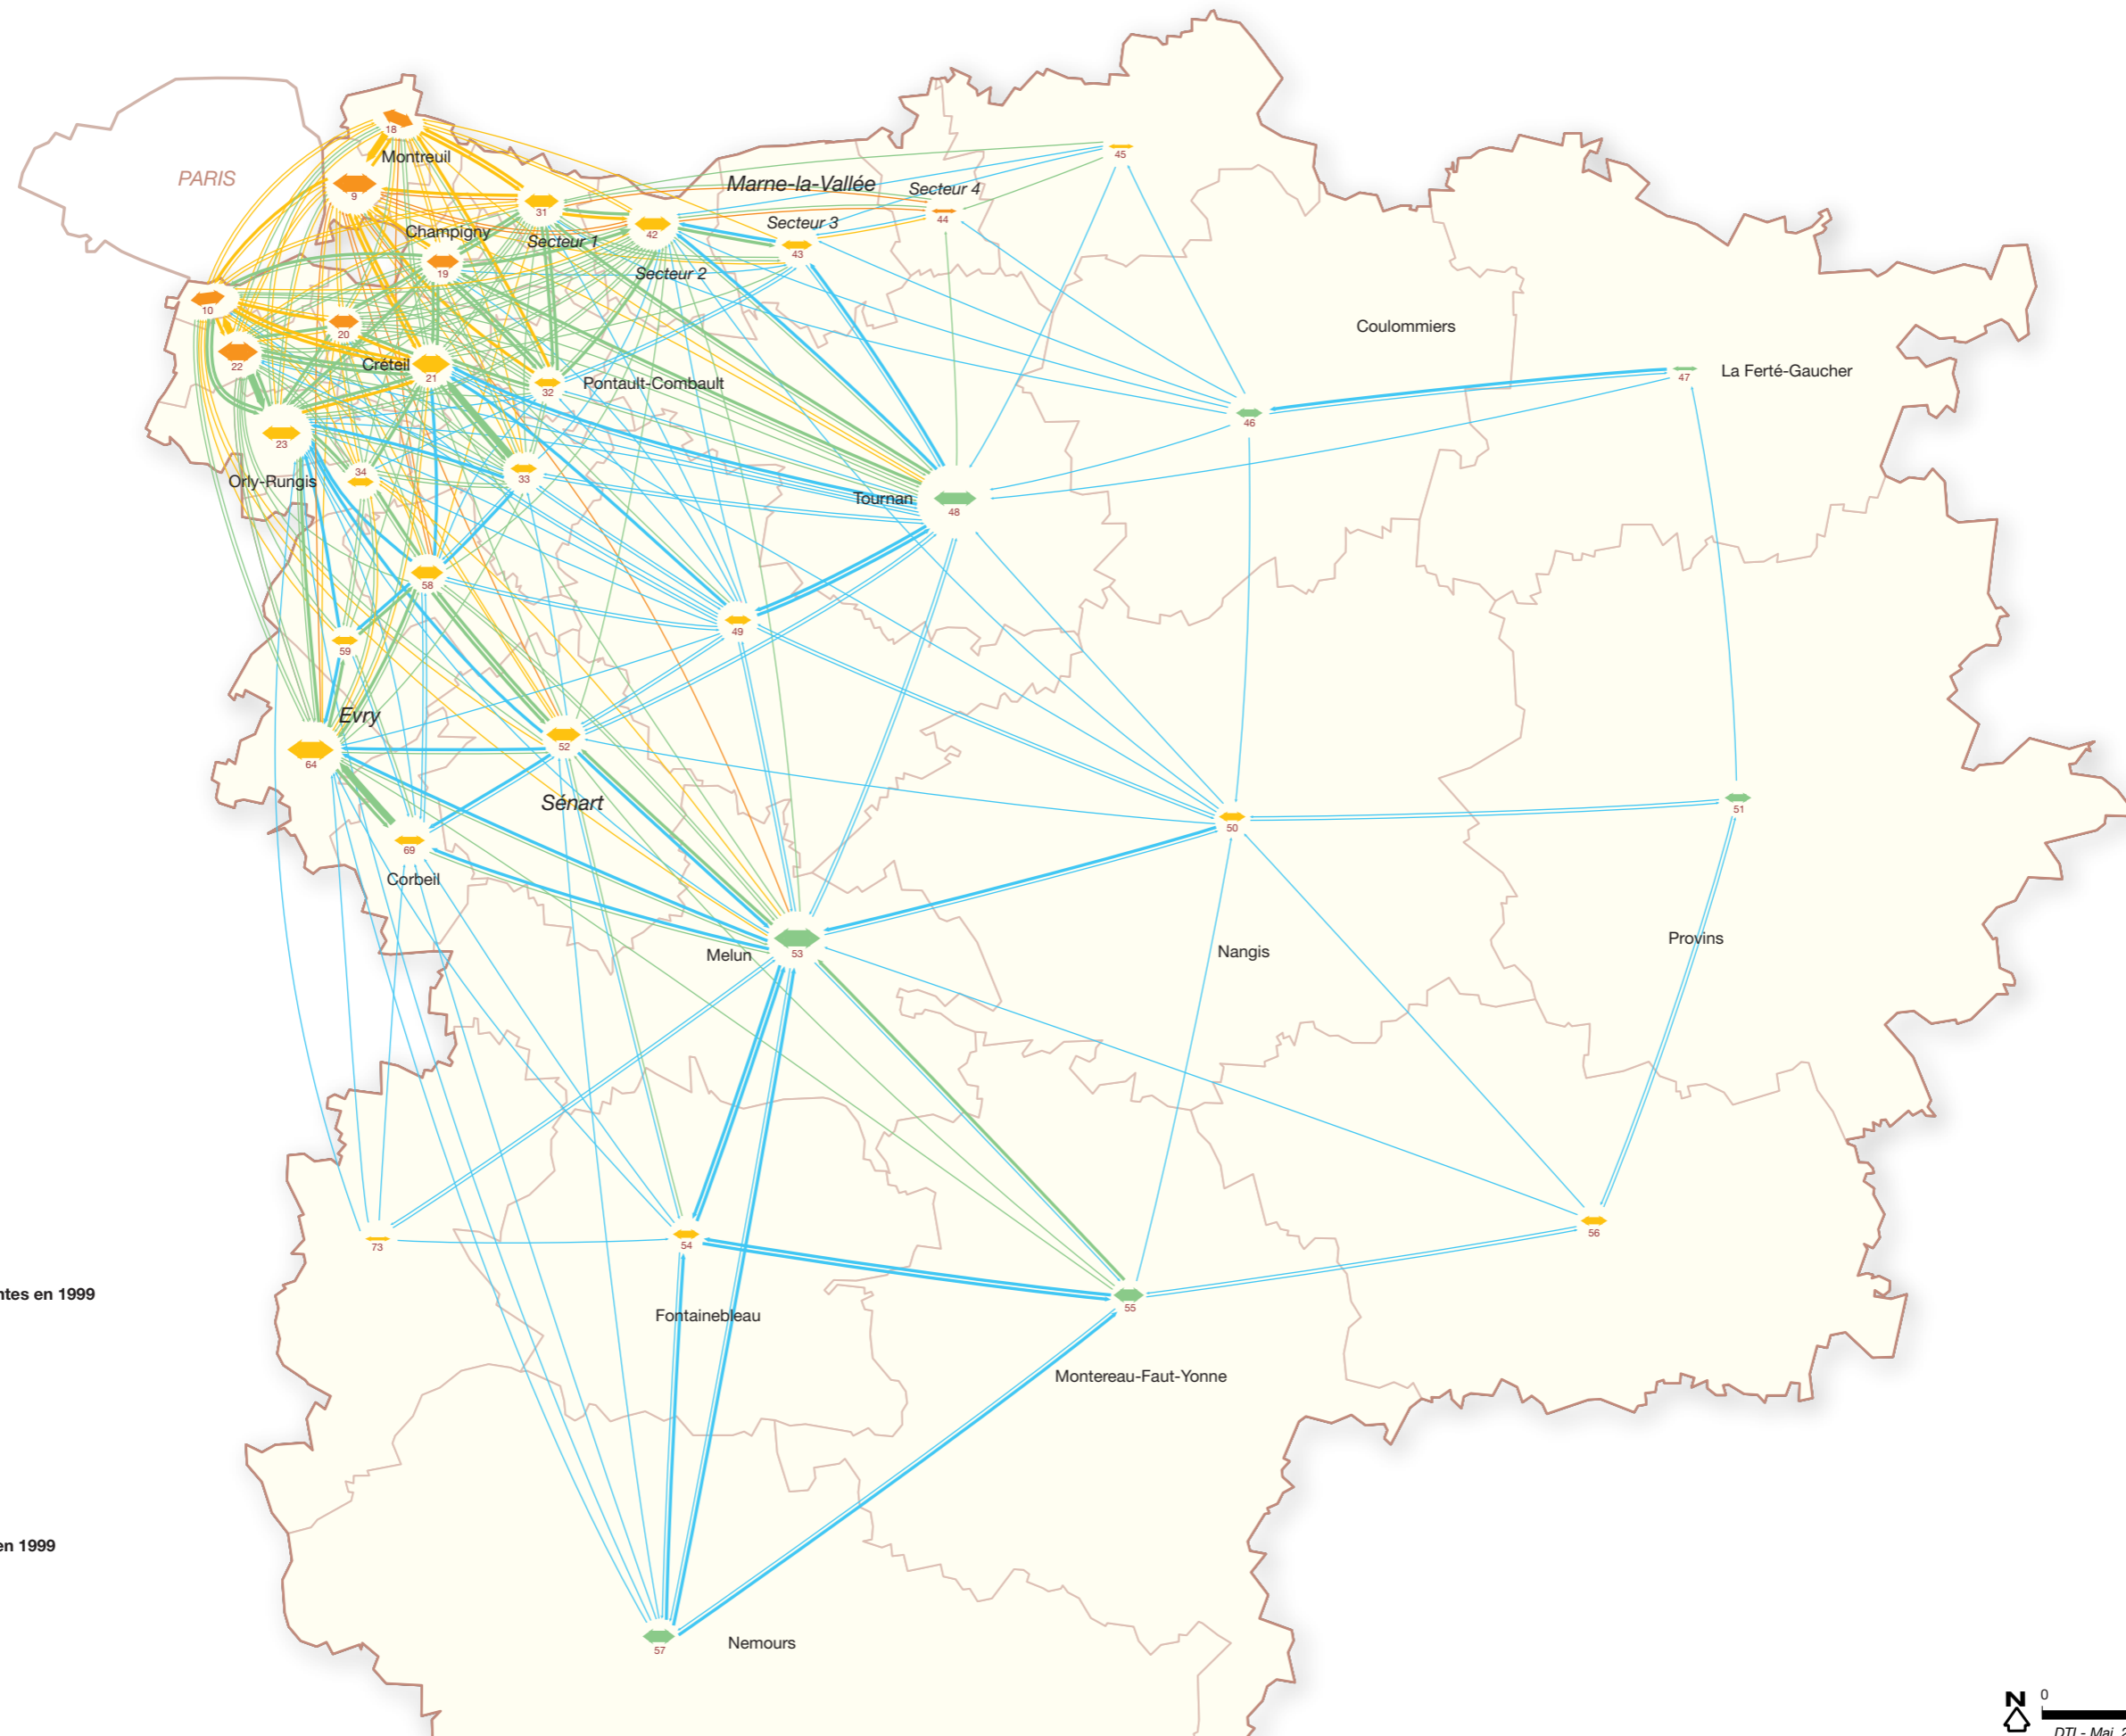 18
Montreuil
PARIS
9
45
Marne-la-Vallée
Secteur 4
31
44
Secteur 3
42
Champigny
Secteur 1
43
19
Secteur 2
10
20
Coulommiers
22
Créteil
21
32
Pontault-Combault
47
La Ferté-Gaucher
46
23
34
Orly-Rungis
33
Tournan
48
58
49
59
Evry
52
64
Sénart
51
50
69
Corbeil
Melun
53
Nangis
Provins
73
54
56
ntes en 1999
55
Fontainebleau
Montereau-Faut-Yonne
en 1999
57
Nemours
N
0
DTL- Mai